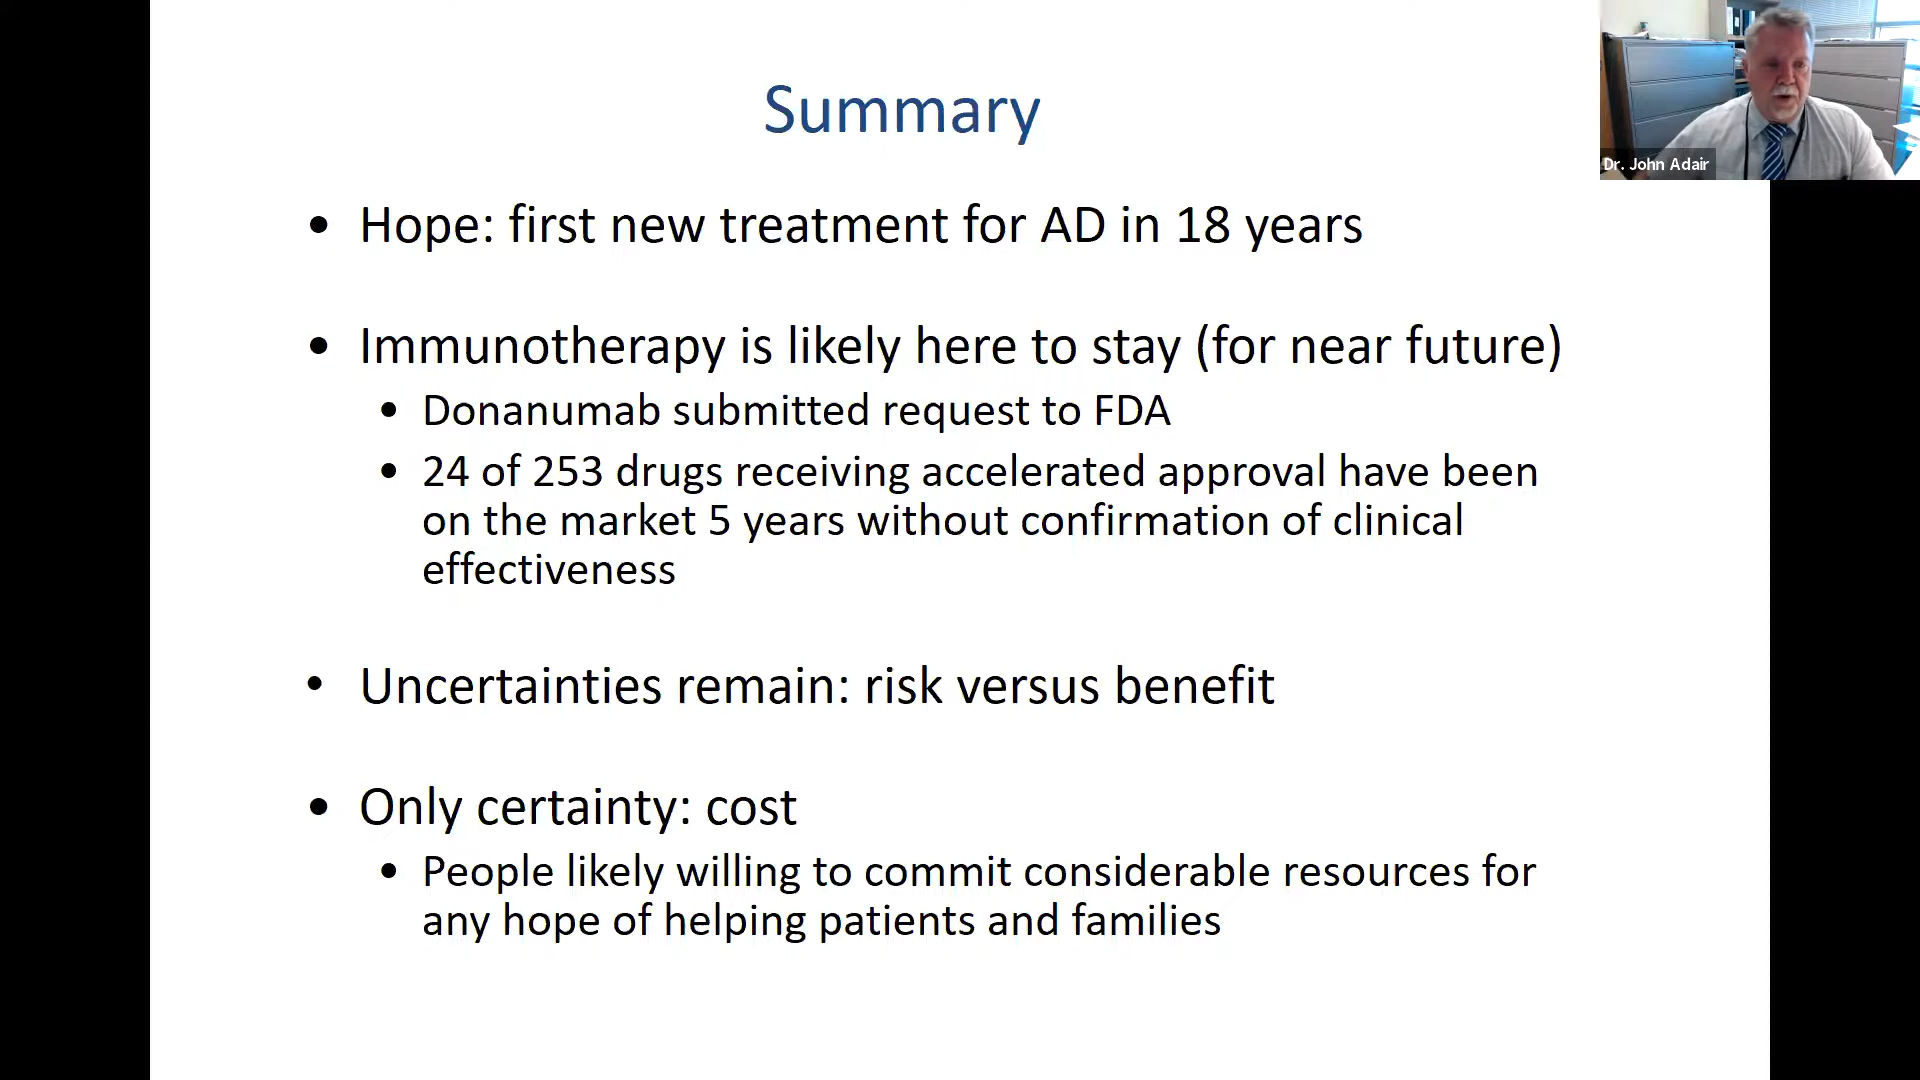 Summary
Dr. John Adair
• Hope: first new treatment for AD in 18 years
• Immunotherapy is likely here to stay (for near future)
• Donanumab submitted request to FDA
• 24 of 253 drugs receiving accelerated approval have been
on the market 5 years without confirmation of clinical
effectiveness
• Uncertainties remain: risk versus benefit
• Only certainty: cost
• People likely willing to commit considerable resources for
any hope of helping patients and families